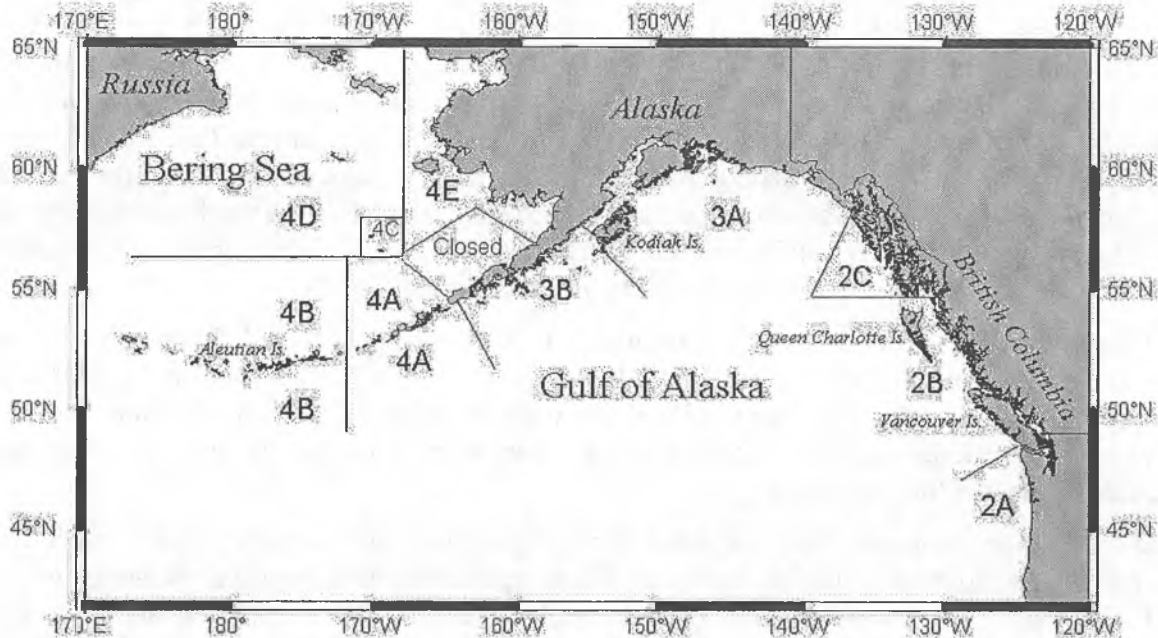 170°E 180° 170°W 160°W 150°W 140°W 130°W 120°W
65°N 65°N
Russia
Alaska
60°N 60°N
Bering Sea
4E
4D
3A
4C
Closed
Kodiak Is.
British Columbia
2C
55°N 55°N
4B
4A
3B
Queen Charlotte Is.
Aleutian Is.
4A
Gulf of Alaska
2B
50°N 50°N
4B
Vancouver Is.
2A
45°N 45°N
170°E 180° 170°W 160°W 150°W 140°W 130°W 120°W